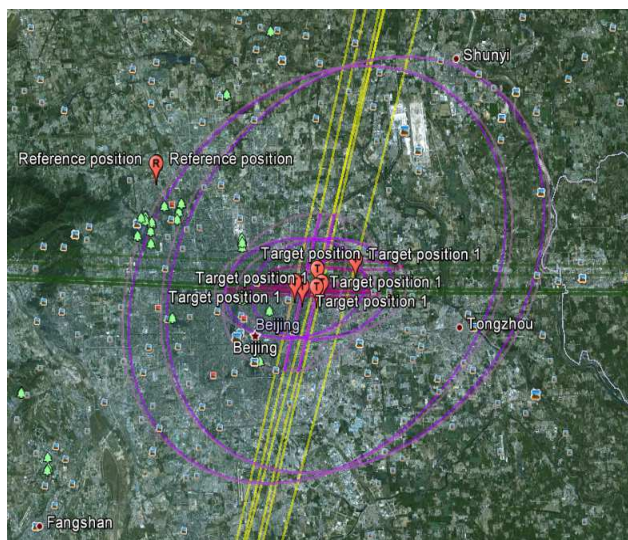 Shunyi
Reference position
R
Reference position
Target position
Target position 1
T
Target position 1
Target position 1
T
Target position 1
Target position 1
Beijing
Beijing
Tongzhou
Fangshan